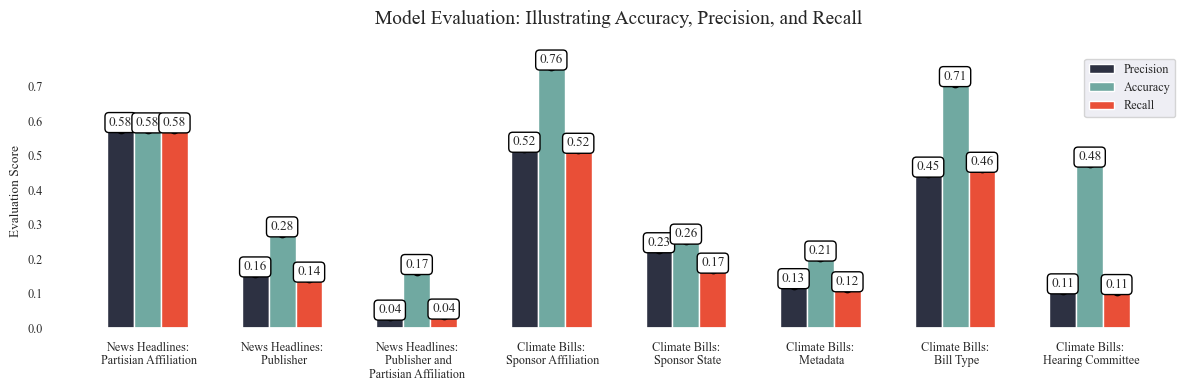 Model Evaluation: Illustrating Accuracy, Precision, and Recall
Evaluation Score
0.7
0.6
0.5
0.4
0.3
0.2
0.1
0.0
0.58
0.58
0.58
0.16
0.28
0.14
0.04
0.17
0.04
0.52
0.76
0.52
0.23
0.26
0.17
0.13
0.21
0.12
0.45
0.71
0.46
0.11
0.48
0.11
Precision
Accuracy
Recall
News Headlines:
Partisian Affiliation
News Headlines:
Publisher
News Headlines:
Publisher and
Partisian Affiliation
Climate Bills:
Sponsor Affiliation
Climate Bills:
Sponsor State
Climate Bills:
Metadata
Climate Bills:
Bill Type
Climate Bills:
Hearing Committee